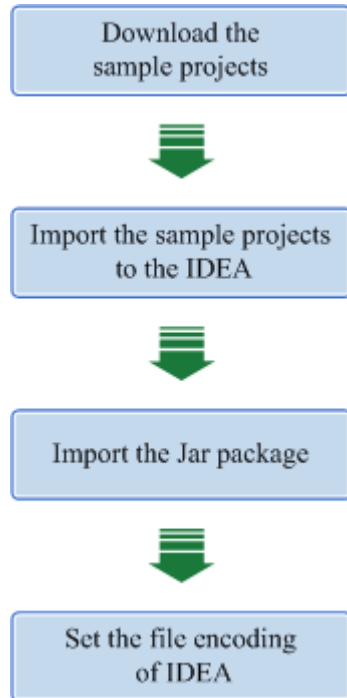 Download the
sample projects
Import the sample projects
to the IDEA
Import the Jar package
Set the file encoding
of IDEA